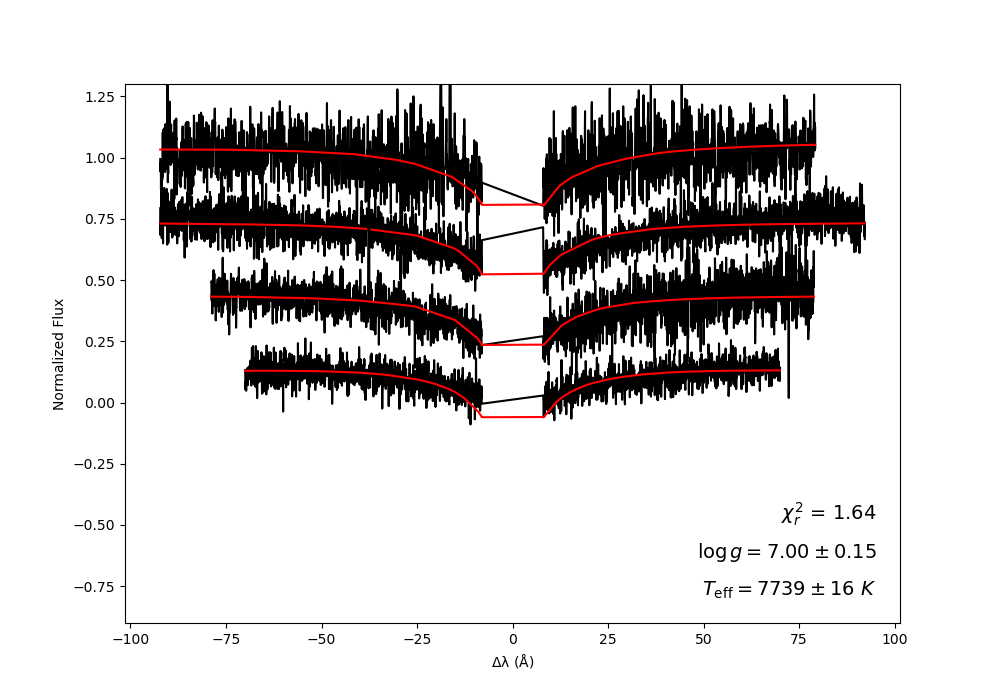 1.25
1.00
0.75
0.50
0.25
0.00
−0.25
−0.50
−0.75
Normalized Flux
χ²ᵣ = 1.64
log g = 7.00 ± 0.15
T_eff = 7739 ± 16 K
−100 −75 −50 −25 0 25 50 75 100
Δλ (Å)